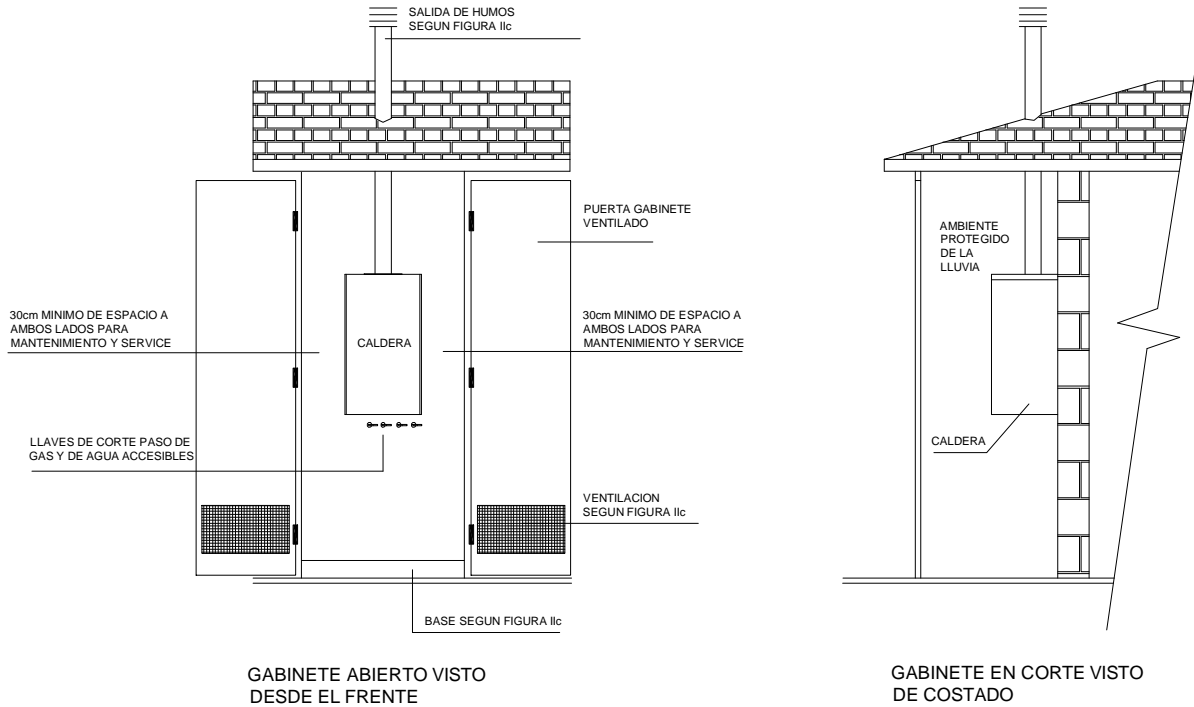 SALIDA DE HUMOS
SEGUN FIGURA IIc
PUERTA GABINETE
VENTILADO
30cm MINIMO DE ESPACIO A
AMBOS LADOS PARA
MANTENIMIENTO Y SERVICE
CALDERA
30cm MINIMO DE ESPACIO A
AMBOS LADOS PARA
MANTENIMIENTO Y SERVICE
LLAVES DE CORTE PASO DE
GAS Y DE AGUA ACCESIBLES
VENTILACION
SEGUN FIGURA IIc
BASE SEGUN FIGURA IIc
GABINETE ABIERTO VISTO
DESDE EL FRENTE
AMBIENTE
PROTEGIDO
DE LA
LLUVIA
CALDERA
GABINETE EN CORTE VISTO
DE COSTADO